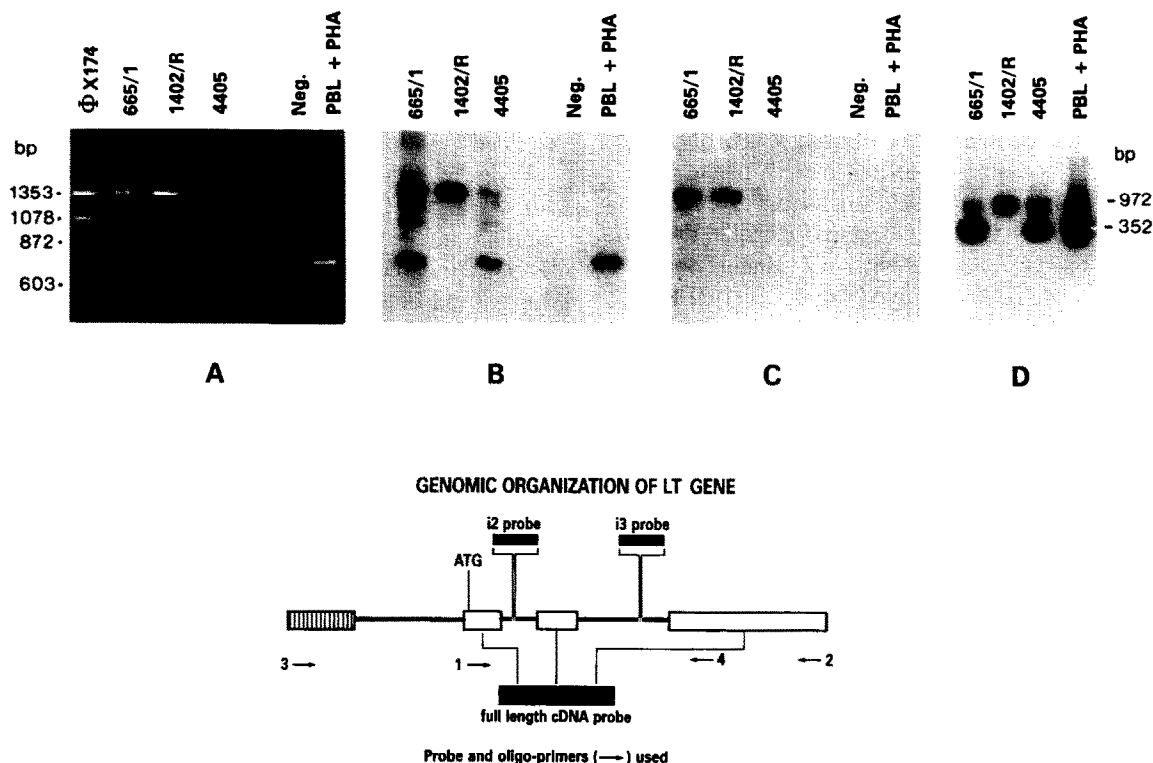 Φ X174
665/1
1402/R
4405
Neg.
PBL + PHA
665/1
1402/R
4405
Neg.
PBL + PHA
665/1
1402/R
4405
Neg.
PBL + PHA
665/1
1402/R
4405
PBL + PHA
bp
1353
1078
872
603
bp
- 972
- 352
A
B
C
D
GENOMIC ORGANIZATION OF LT GENE
i2 probe
i3 probe
ATG
3 →
1 →
← 4
← 2
full length cDNA probe
Probe and oligo-primers (→) used